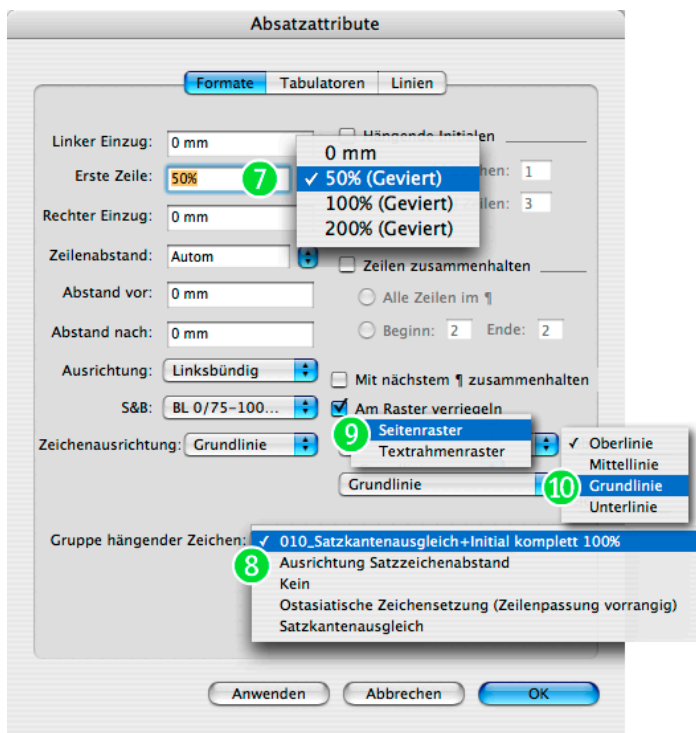 Absatzattribute
Formate Tabulatoren Linien
Linker Einzug: 0 mm
Hängende Initialen
0 mm
Erste Zeile: 50% 7 ✓ 50% (Geviert) hen: 1
100% (Geviert) ilen: 3
Rechter Einzug: 0 mm
200% (Geviert)
Zeilenabstand: Autom
Zeilen zusammenhalten
Abstand vor: 0 mm
Alle Zeilen im ¶
Abstand nach: 0 mm
Beginn: 2 Ende: 2
Ausrichtung: Linksbündig
Mit nächstem ¶ zusammenhalten
S&B: BL 0/75–100...
Am Raster verriegeln
9 Seitenraster
Textrahmenraster
Zeichenausrichtung: Grundlinie
✓ Oberlinie
Mittellinie
10 Grundlinie
Unterlinie
Grundlinie
Gruppe hängender Zeichen: ✓ 010_Satzkantenausgleich+Initial komplett 100%
8 Ausrichtung Satzzeichenabstand
Kein
Ostasiatische Zeichensetzung (Zeilenpassung vorrangig)
Satzkantenausgleich
Anwenden Abbrechen OK